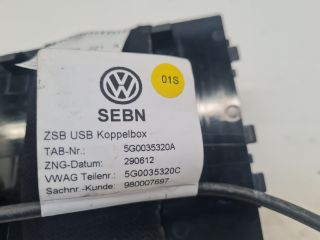 01S
SEBN
ZSB USB Koppelbox
TAB-Nr.: 5G0035320A
ZNG-Datum: 290612
VWAG Teilenr.: 5G0035320C
Sachnr.-Kunde: 980007697